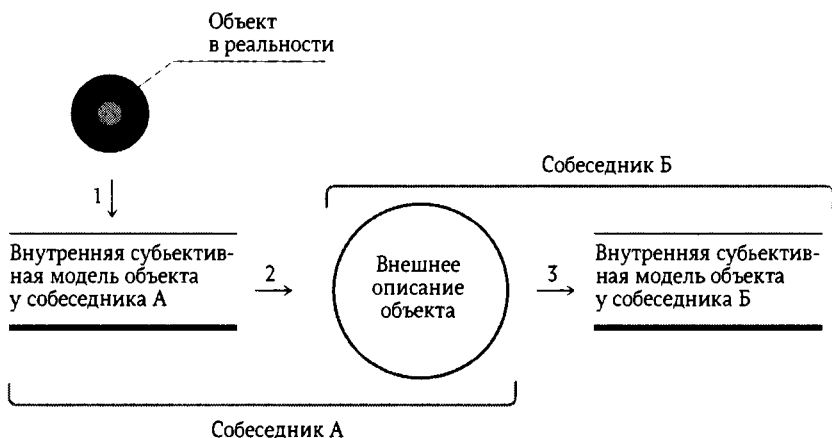 Объект
в реальности
1
Собеседник Б
Внутренняя субъектив-
ная модель объекта
у собеседника А
2
Внешнее
описание
объекта
3
Внутренняя субъектив-
ная модель объекта
у собеседника Б
Собеседник А